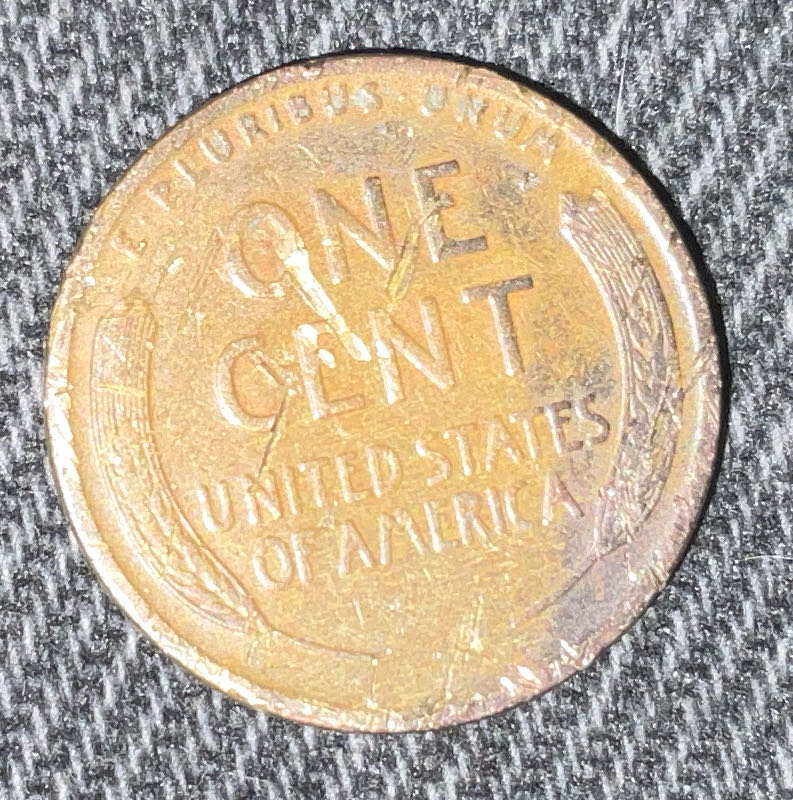 E·PLURIBUS·UNUM
ONE
CENT
UNITED STATES
OF AMERICA